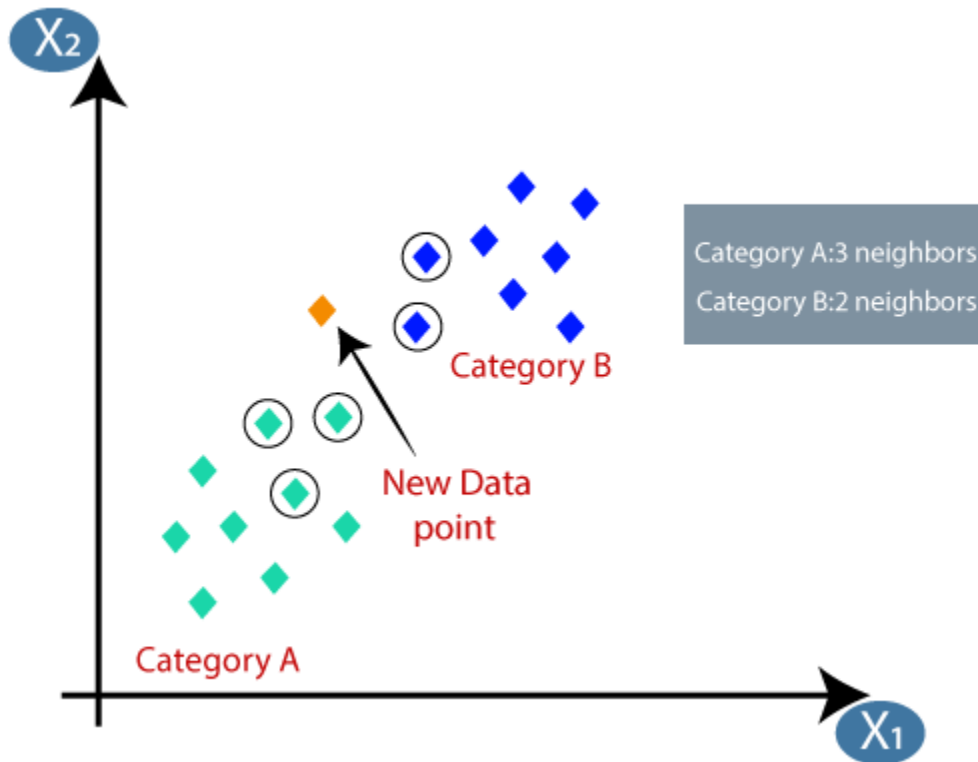 X₂
Category A:3 neighbors
Category B:2 neighbors
Category B
New Data
point
Category A
X₁